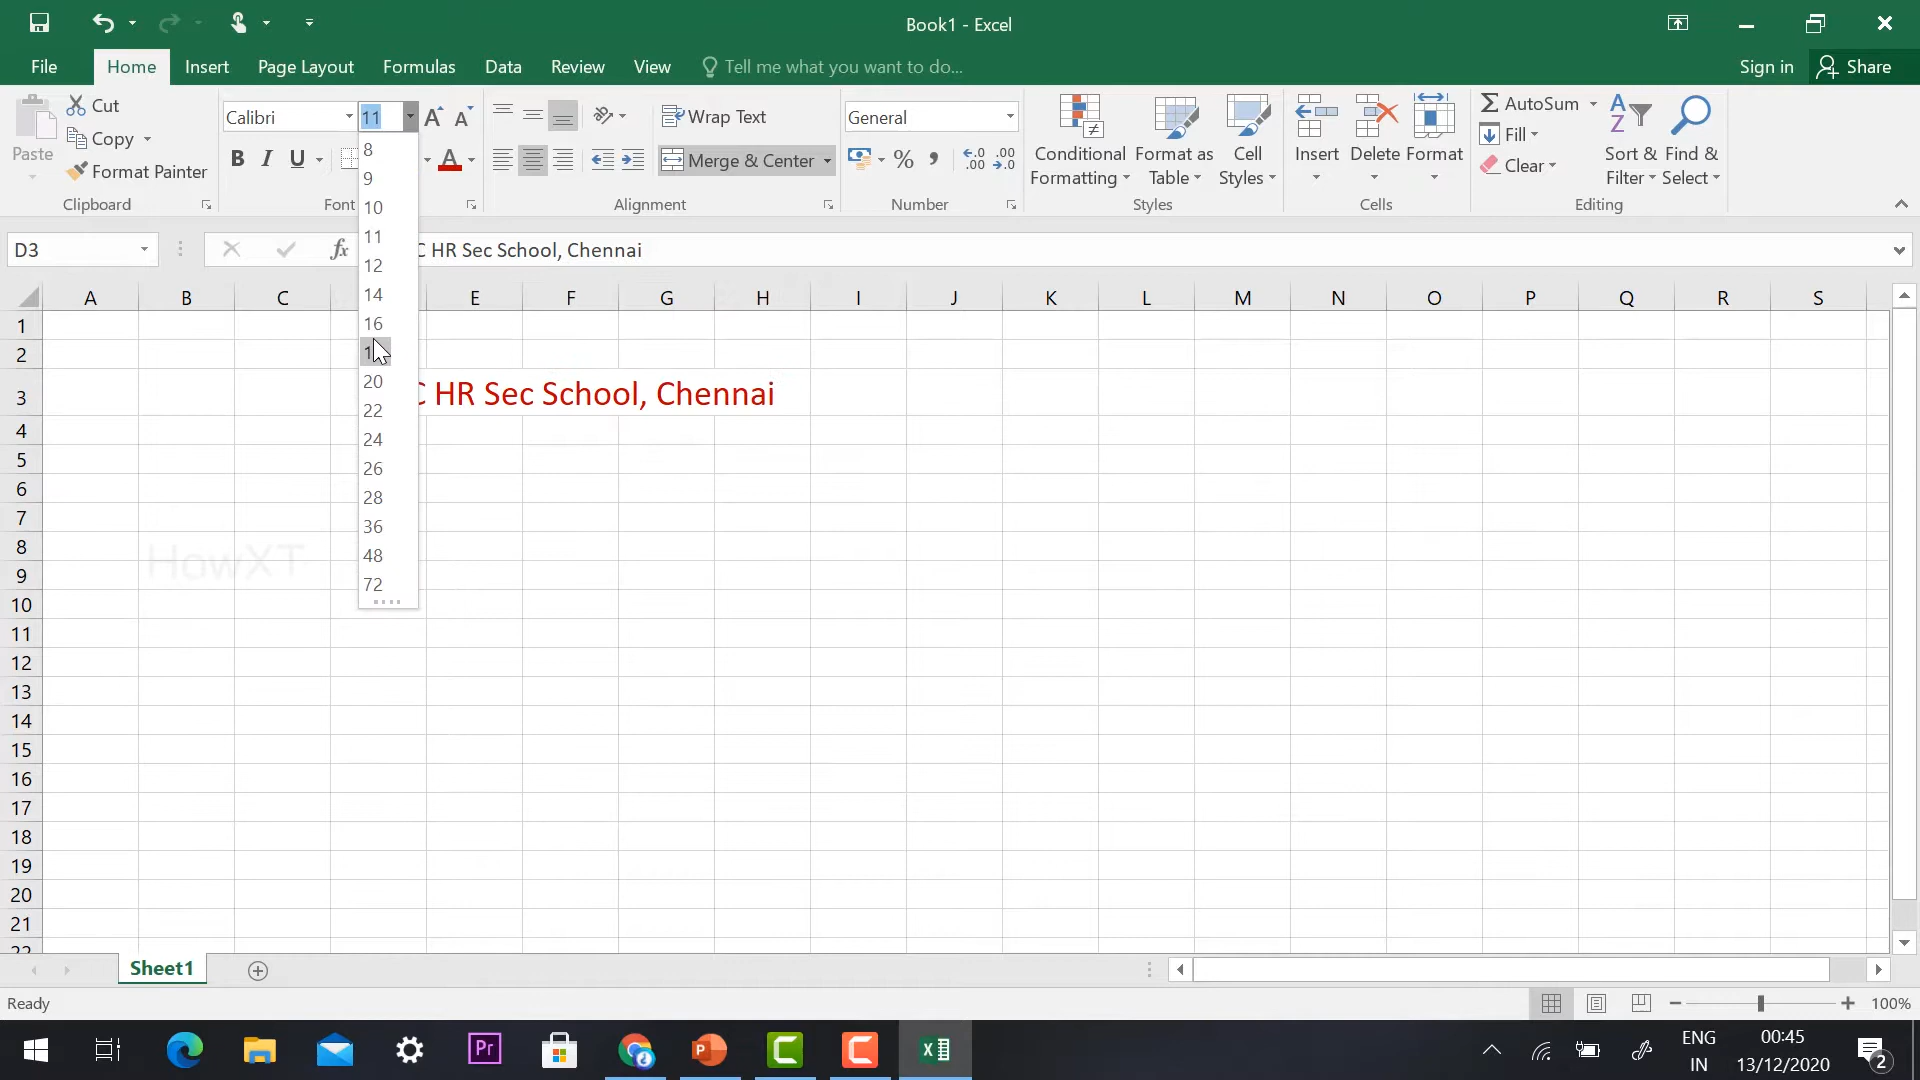 Book1 - Excel
File Home Insert Page Layout Formulas Data Review View Tell me what you want to do... Sign in Share
Paste
Cut
Copy
Format Painter
Clipboard
Calibri 11
B I U
Font
Wrap Text
Merge & Center
Alignment
General
Number
Conditional Formatting
Format as Table
Cell Styles
Styles
Insert Delete Format
Cells
AutoSum
Fill
Clear
Sort & Filter
Find & Select
Editing
D3
fx
C HR Sec School, Chennai
8
9
10
11
12
14
16
20
22
24
26
28
36
48
72
A B C E F G H I J K L M N O P Q R S
1
2
3
C HR Sec School, Chennai
4
5
6
7
8
9
10
11
12
13
14
15
16
17
18
19
20
21
22
HowXT
Sheet1
Ready
100%
Pr
ENG
IN
00:45
13/12/2020
2